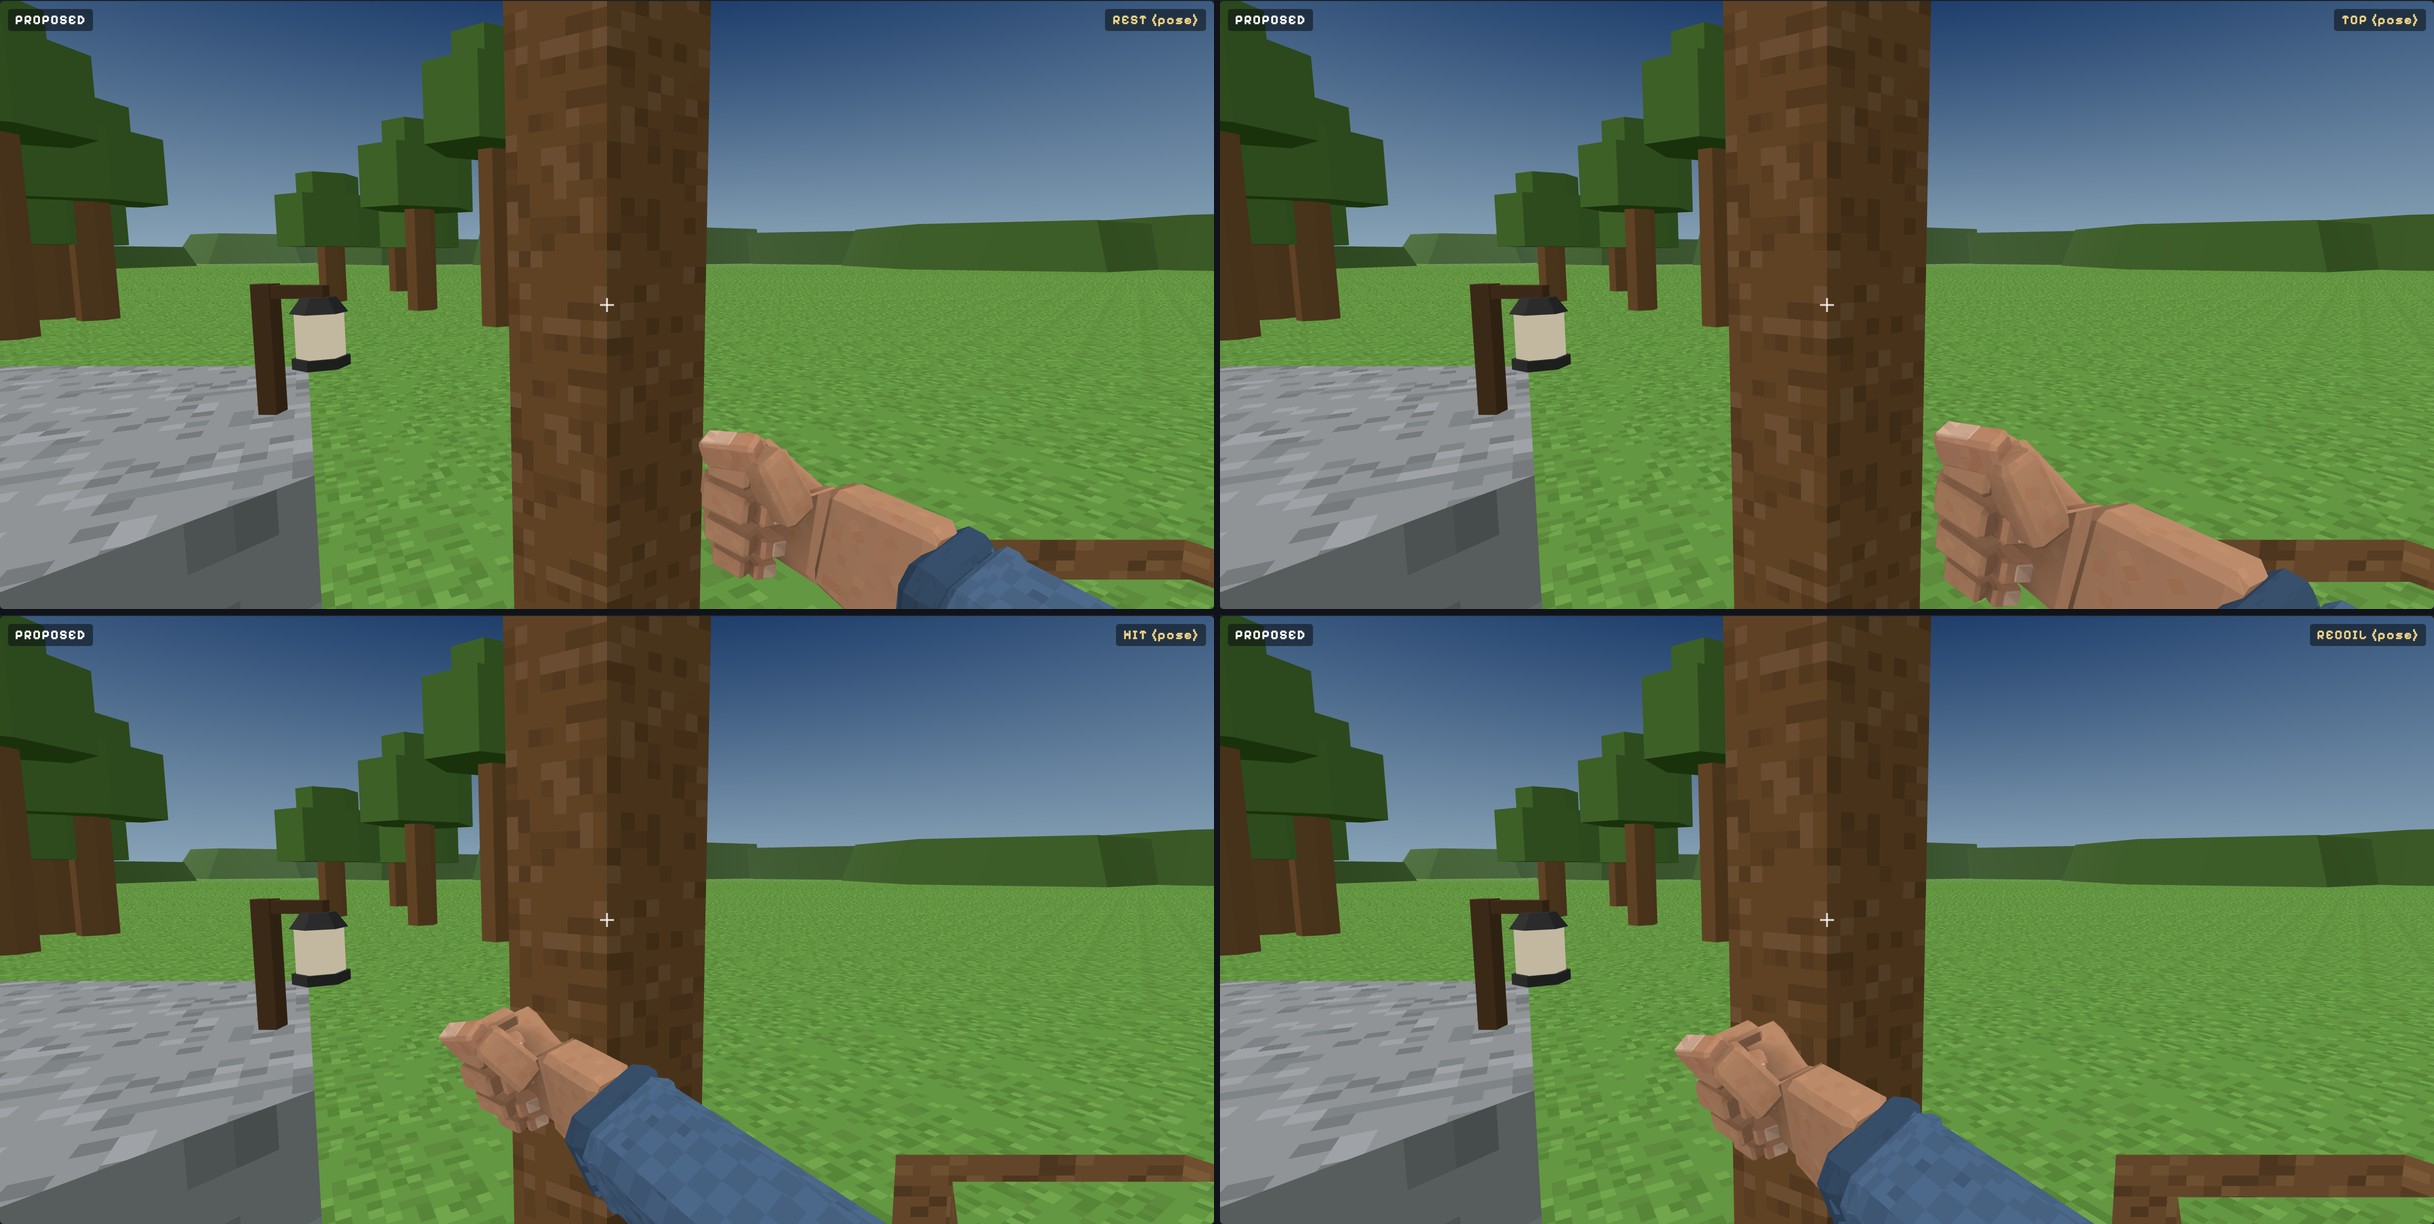 PROPOSED
REST {pose}
PROPOSED
TOP {pose}
PROPOSED
HIT {pose}
PROPOSED
RECOIL {pose}